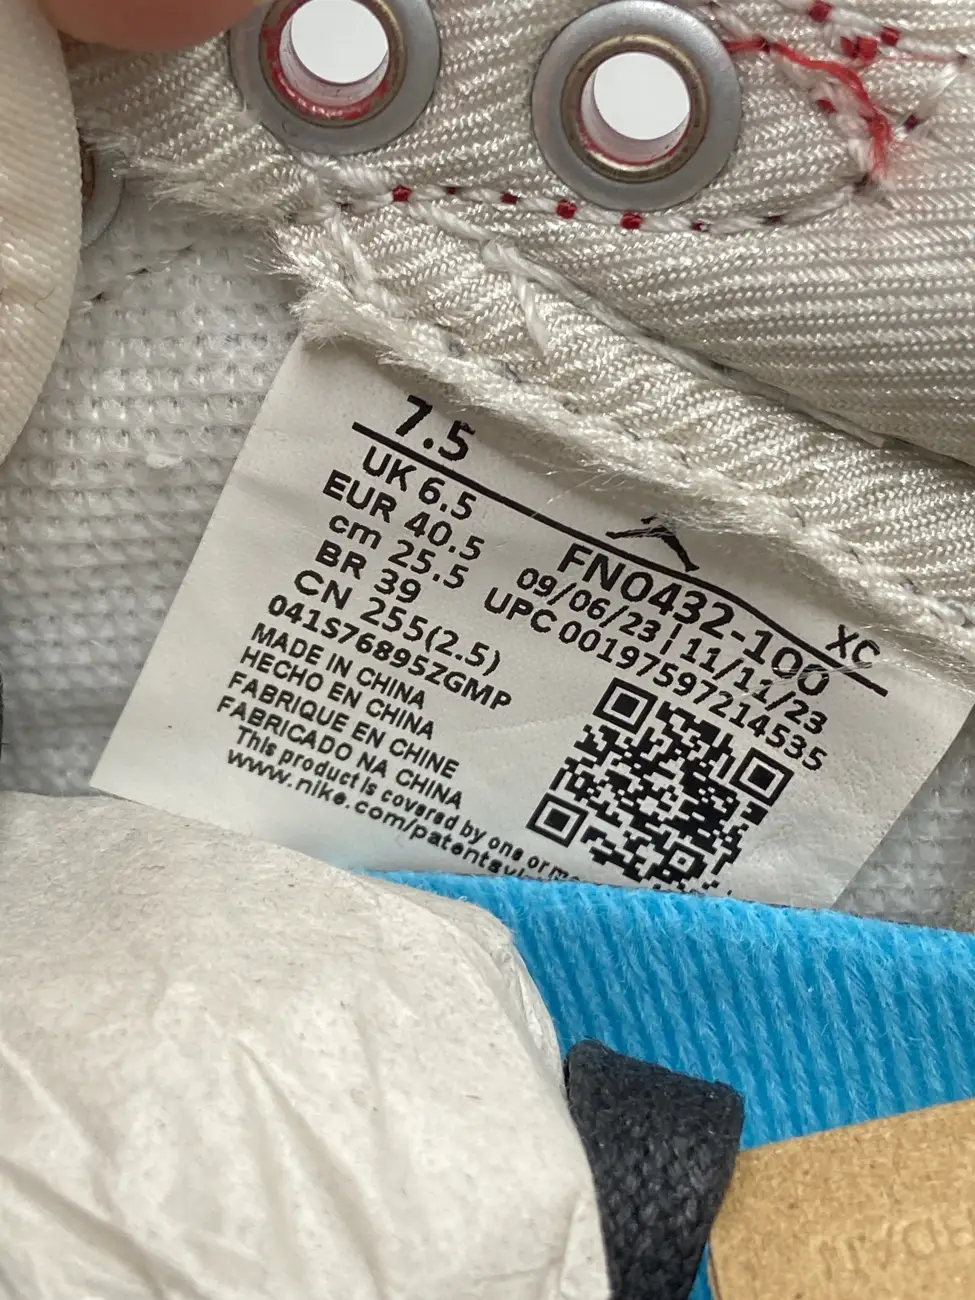 7.5
UK 6.5
EUR 40.5
cm 25.5
BR 39
CN 255(2.5)
041S76895ZGMP
MADE IN CHINA
HECHO EN CHINA
FABRIQUE EN CHINE
FABRICADO NA CHINA
This product is covered by one or
www.nike.com/patents
XC
FN0432-100
09/06/23 | 11/11/23
UPC 00197597214535